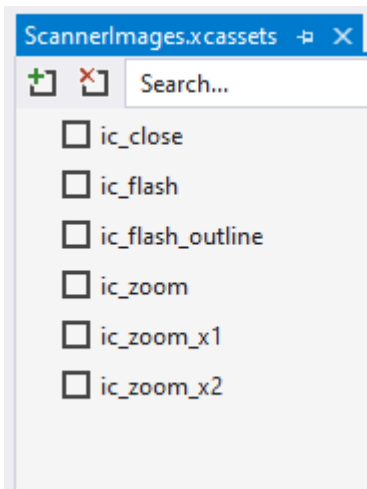 ScannerImages.xcassets
Search...
ic_close
ic_flash
ic_flash_outline
ic_zoom
ic_zoom_x1
ic_zoom_x2